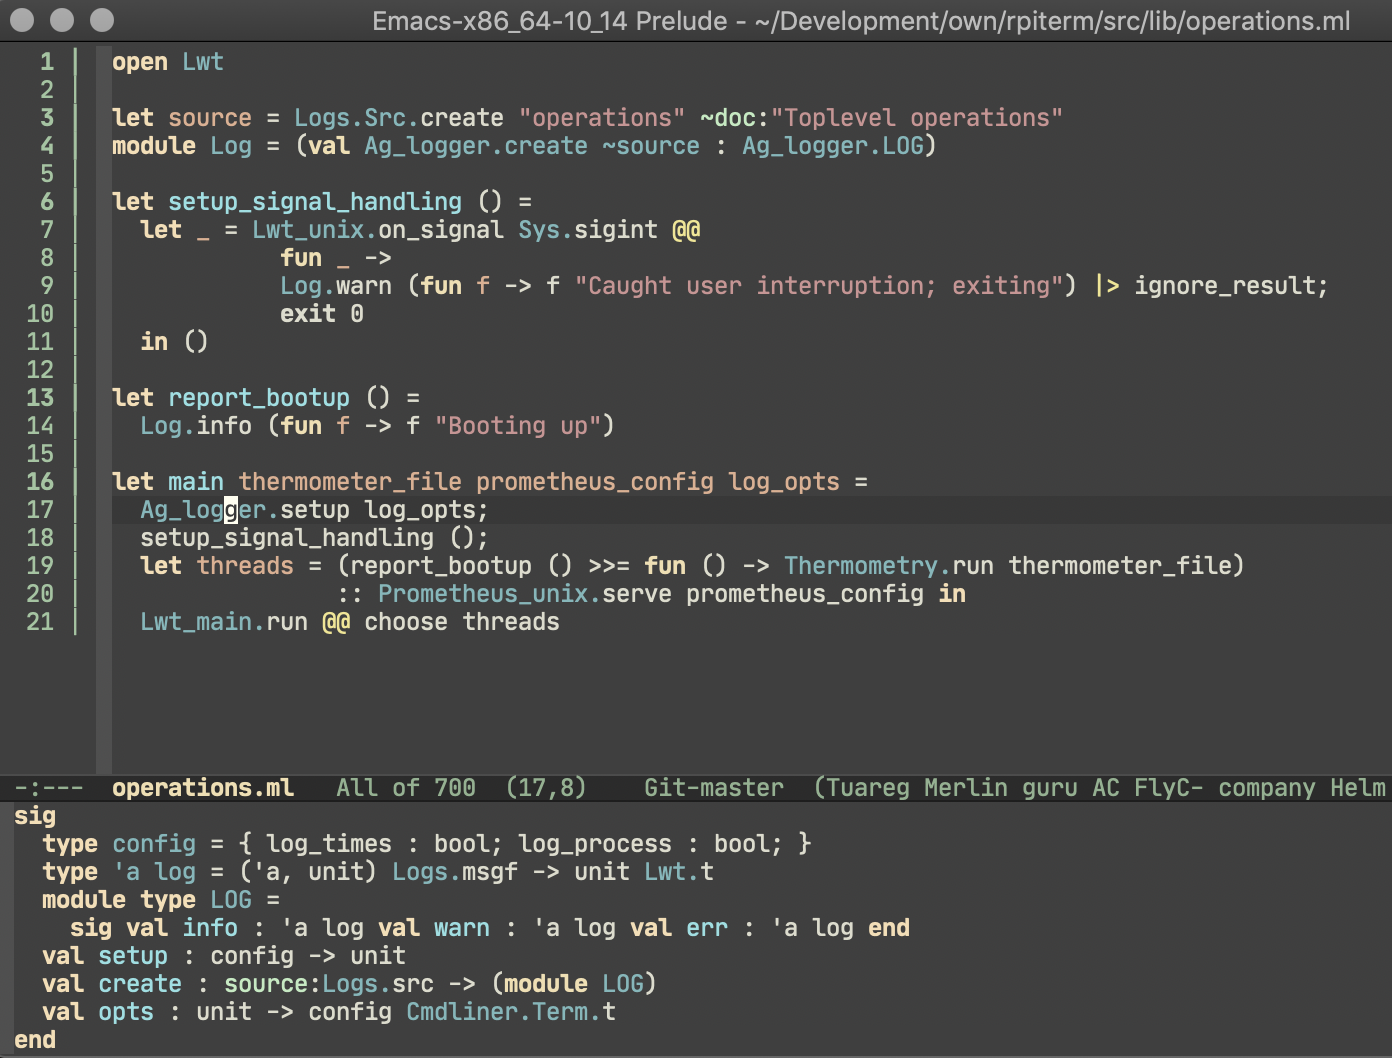 Emacs-x86_64-10_14 Prelude - ~/Development/own/rpiterm/src/lib/operations.ml
1 open Lwt
2
3 let source = Logs.Src.create "operations" ~doc:"Toplevel operations"
4 module Log = (val Ag_logger.create ~source : Ag_logger.LOG)
5
6 let setup_signal_handling () =
7   let _ = Lwt_unix.on_signal Sys.sigint @@
8             fun _ ->
9             Log.warn (fun f -> f "Caught user interruption; exiting") |> ignore_result;
10            exit 0
11  in ()
12
13 let report_bootup () =
14   Log.info (fun f -> f "Booting up")
15
16 let main thermometer_file prometheus_config log_opts =
17   Ag_logger.setup log_opts;
18   setup_signal_handling ();
19   let threads = (report_bootup () >>= fun () -> Thermometry.run thermometer_file)
20                 :: Prometheus_unix.serve prometheus_config in
21   Lwt_main.run @@ choose threads
-:---  operations.ml   All of 700  (17,8)    Git-master  (Tuareg Merlin guru AC FlyC- company Helm
sig
  type config = { log_times : bool; log_process : bool; }
  type 'a log = ('a, unit) Logs.msgf -> unit Lwt.t
  module type LOG =
    sig val info : 'a log val warn : 'a log val err : 'a log end
  val setup : config -> unit
  val create : source:Logs.src -> (module LOG)
  val opts : unit -> config Cmdliner.Term.t
end